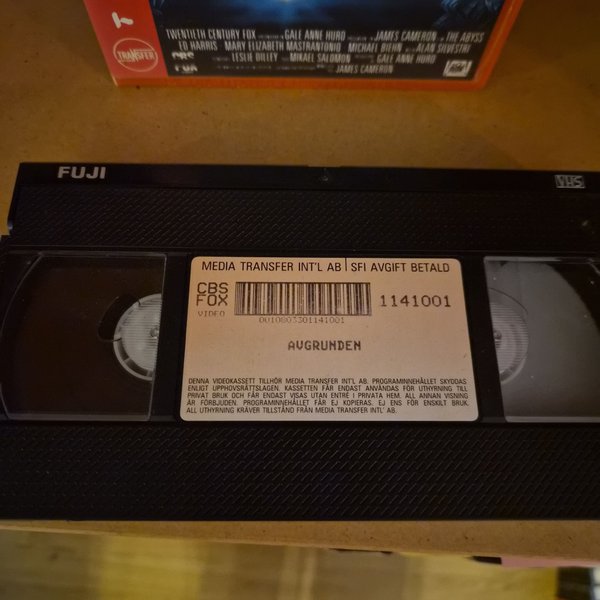 TRANSFER
TWENTIETH CENTURY FOX GALE ANNE HURD JAMES CAMERON THE ABYSS
ED HARRIS MARY ELIZABETH MASTRANTONIO MICHAEL BIEHN ALAN SILVESTRI
CBS LESLIE DILLEY MIKAEL SALOMON GALE ANNE HURD
FOX JAMES CAMERON
FUJI
VHS
MEDIA TRANSFER INT'L AB | SFI AVGIFT BETALD
CBS
FOX
VIDEO
1141001
0010803301141001
AVGRUNDEN
DENNA VIDEOKASSETT TILLHÖR MEDIA TRANSFER INT'L AB. PROGRAMINNEHÅLLET SKYDDAS
ENLIGT UPPHOVSRÄTTSLAGEN. KASSETTEN FÅR ENDAST ANVÄNDAS FÖR UTHYRNING TILL
PRIVAT BRUK OCH FÅR ENDAST VISAS UTAN ENTRÉ I PRIVATA HEM. ALL ANNAN VISNING
ÄR FÖRBJUDEN. PROGRAMINNEHÅLLET FÅR EJ KOPIERAS. EJ ENS FÖR ENSKILT BRUK.
ALL UTHYRNING KRÄVER TILLSTÅND FRÅN MEDIA TRANSFER INTL' AB.